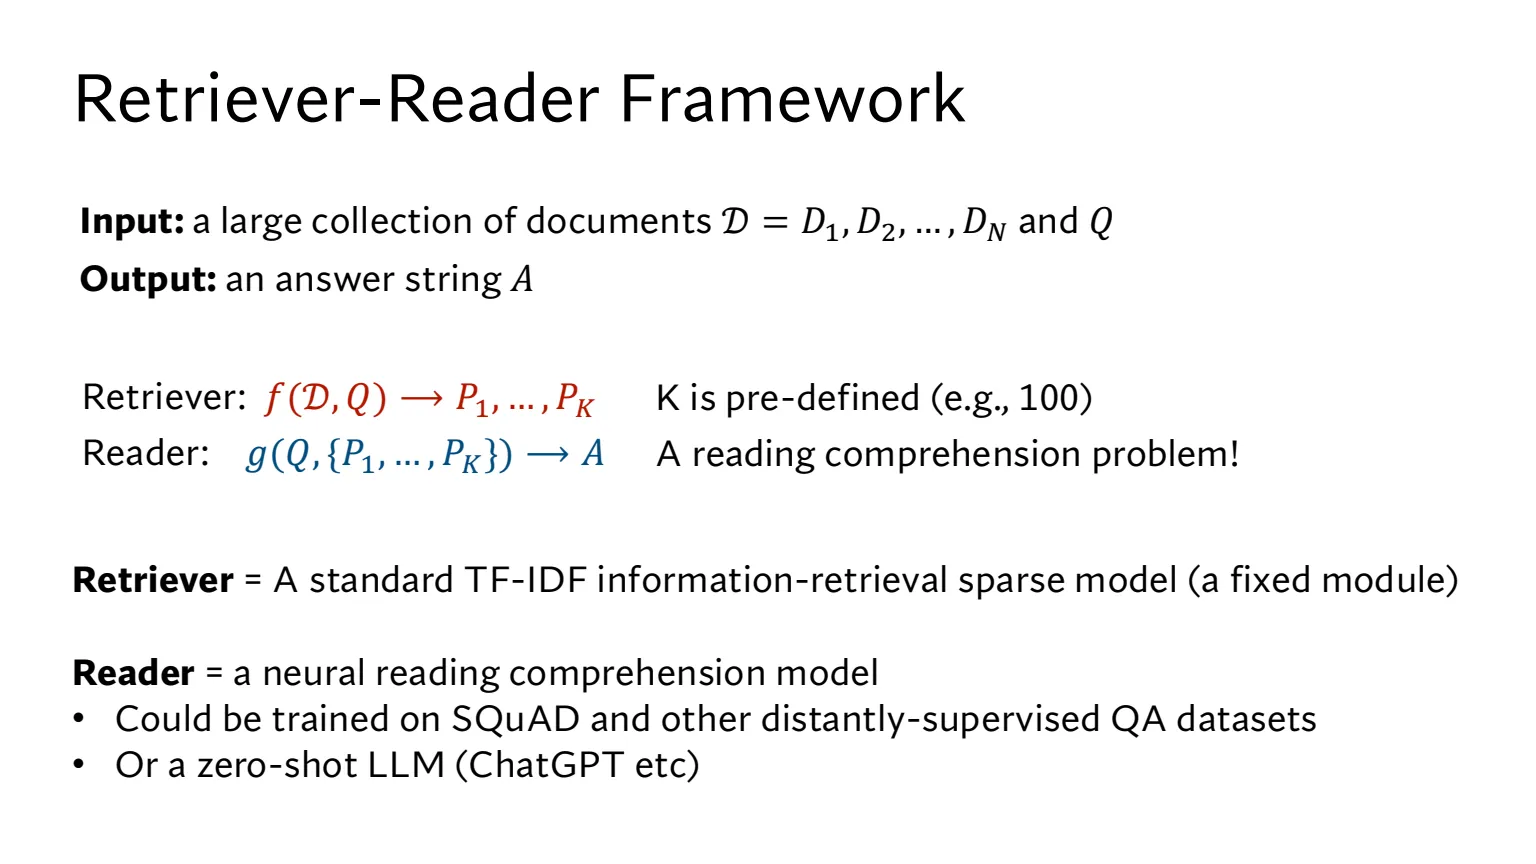 Retriever-Reader Framework
Input: a large collection of documents 𝒟 = D₁, D₂, … , D_N and Q
Output: an answer string A
Retriever: f(𝒟, Q) ⟶ P₁, … , P_K K is pre-defined (e.g., 100)
Reader: g(Q, {P₁, … , P_K}) ⟶ A A reading comprehension problem!
Retriever = A standard TF-IDF information-retrieval sparse model (a fixed module)
Reader = a neural reading comprehension model
• Could be trained on SQuAD and other distantly-supervised QA datasets
• Or a zero-shot LLM (ChatGPT etc)